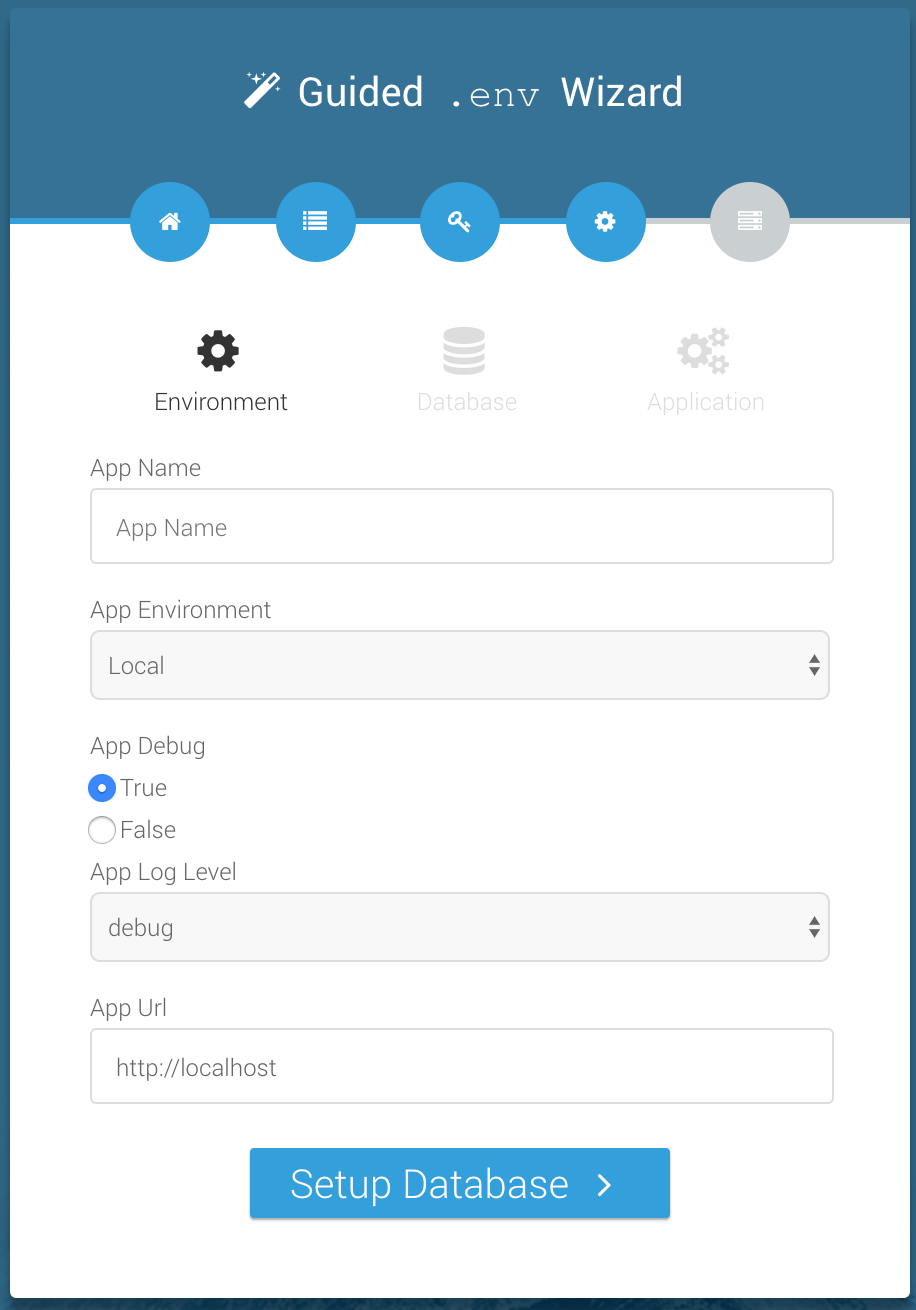 Guided .env Wizard
Environment
Database
Application
App Name
App Name
App Environment
Local
App Debug
True
False
App Log Level
debug
App Url
http://localhost
Setup Database